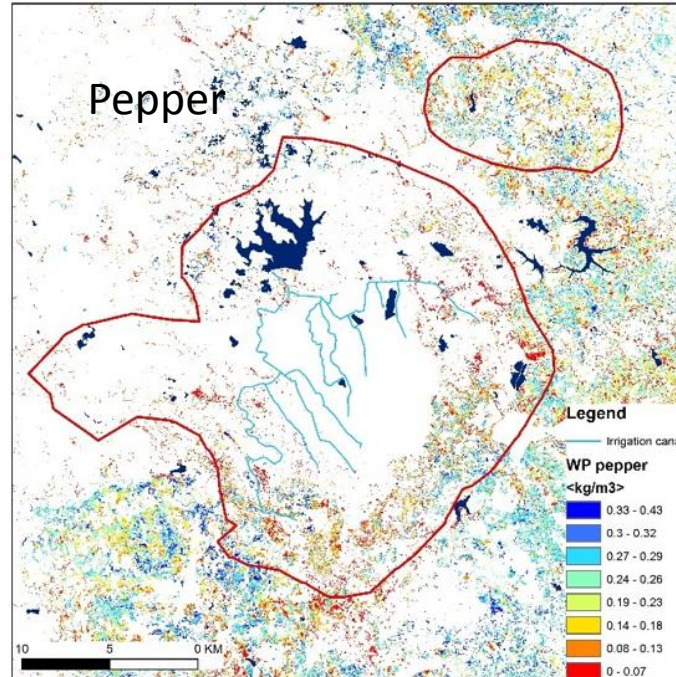 Pepper
Legend
Irrigation cana
WP pepper
<kg/m3>
0.33 - 0.43
0.3 - 0.32
0.27 - 0.29
0.24 - 0.26
0.19 - 0.23
0.14 - 0.18
0.08 - 0.13
0 - 0.07
10 5 0 KM